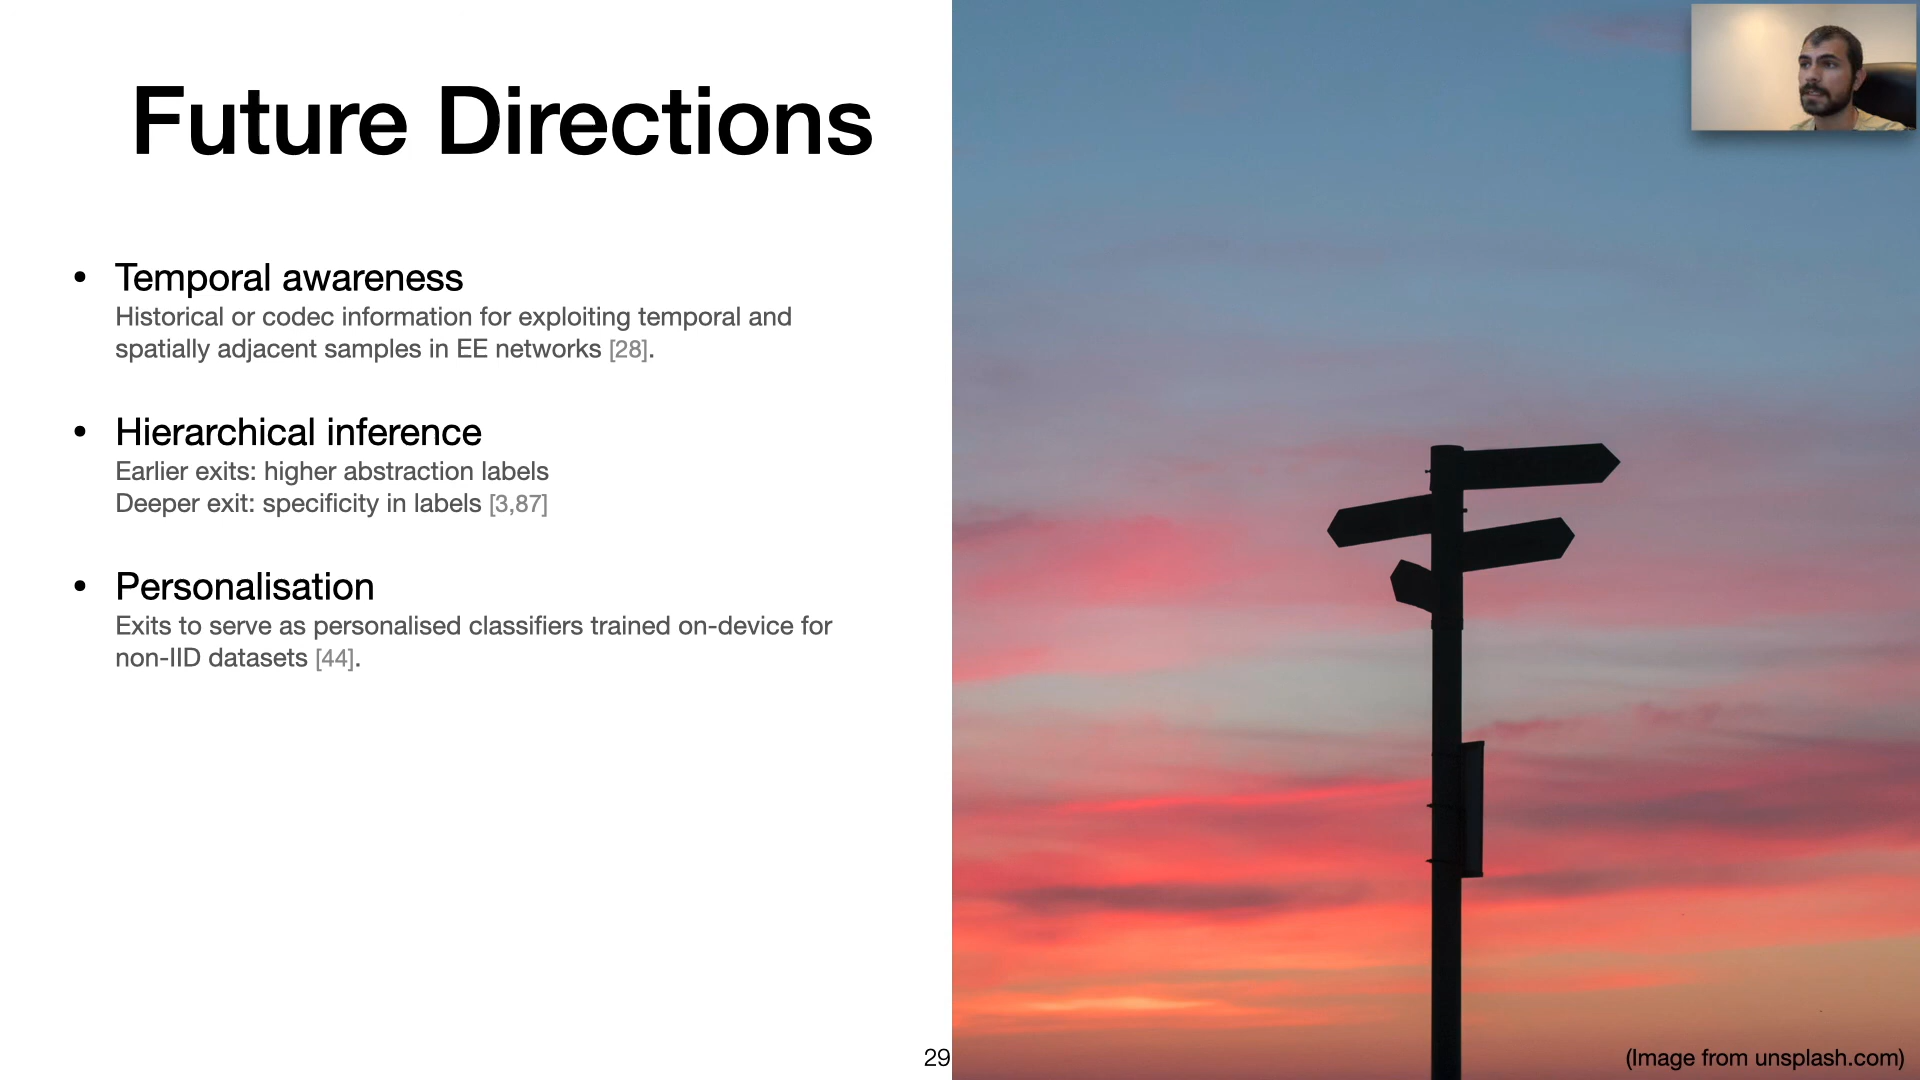 Future Directions
• Temporal awareness
Historical or codec information for exploiting temporal and
spatially adjacent samples in EE networks [28].
• Hierarchical inference
Earlier exits: higher abstraction labels
Deeper exit: specificity in labels [3,87]
• Personalisation
Exits to serve as personalised classifiers trained on-device for
non-IID datasets [44].
29
(Image from unsplash.com)